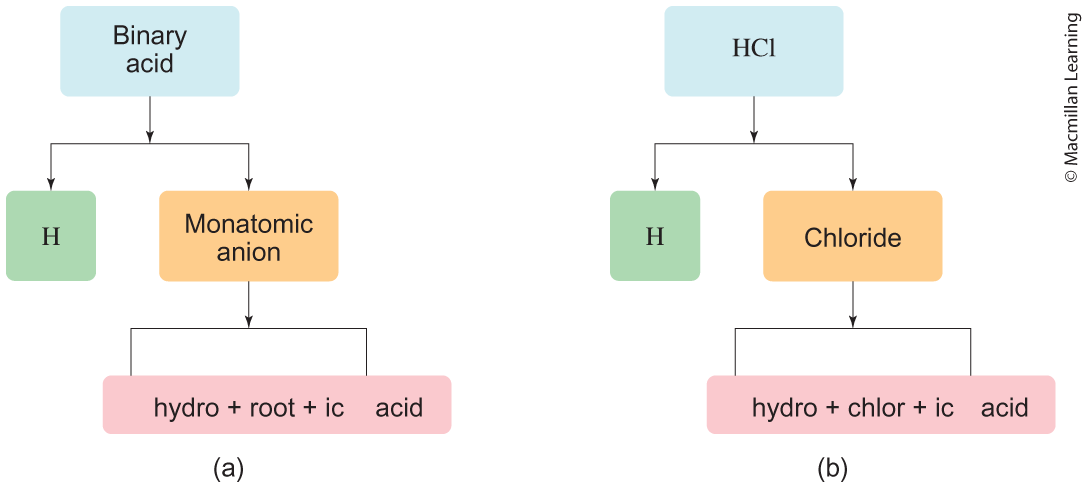 Binary
acid
H
Monatomic
anion
hydro + root + ic acid
(a)
HCl
H
Chloride
hydro + chlor + ic acid
(b)
© Macmillan Learning